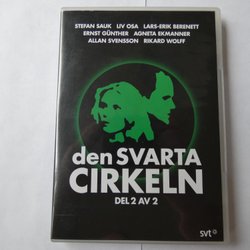 STEFAN SAUK LIV OSA LARS-ERIK BERENETT
ERNST GÜNTHER AGNETA EKMANNER
ALLAN SVENSSON RIKARD WOLFF
den SVARTA
CIRKELN
DEL 2 AV 2
svt